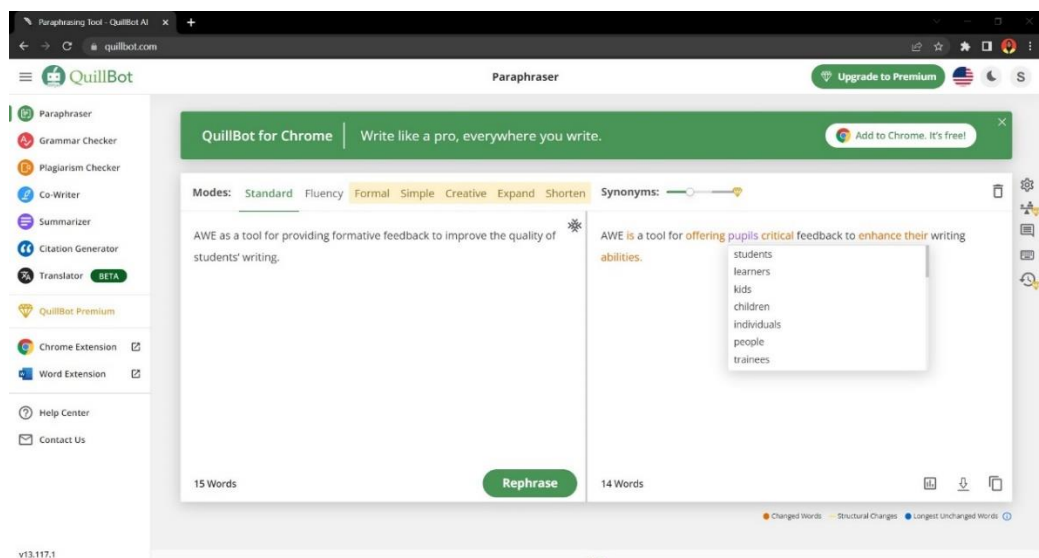 Paraphrasing Tool - QuillBot AI
quillbot.com
QuillBot
Paraphraser
Upgrade to Premium
S
Paraphraser
Grammar Checker
Plagiarism Checker
Co-Writer
Summarizer
Citation Generator
Translator BETA
QuillBot Premium
Chrome Extension
Word Extension
Help Center
Contact Us
v13.117.1
QuillBot for Chrome | Write like a pro, everywhere you write.
Add to Chrome. It's free!
Modes: Standard Fluency Formal Simple Creative Expand Shorten Synonyms:
AWE as a tool for providing formative feedback to improve the quality of
students' writing.
15 Words
Rephrase
AWE is a tool for offering pupils critical feedback to enhance their writing
abilities.
students
learners
kids
children
individuals
people
trainees
14 Words
Changed Words Structural Changes Longest Unchanged Words